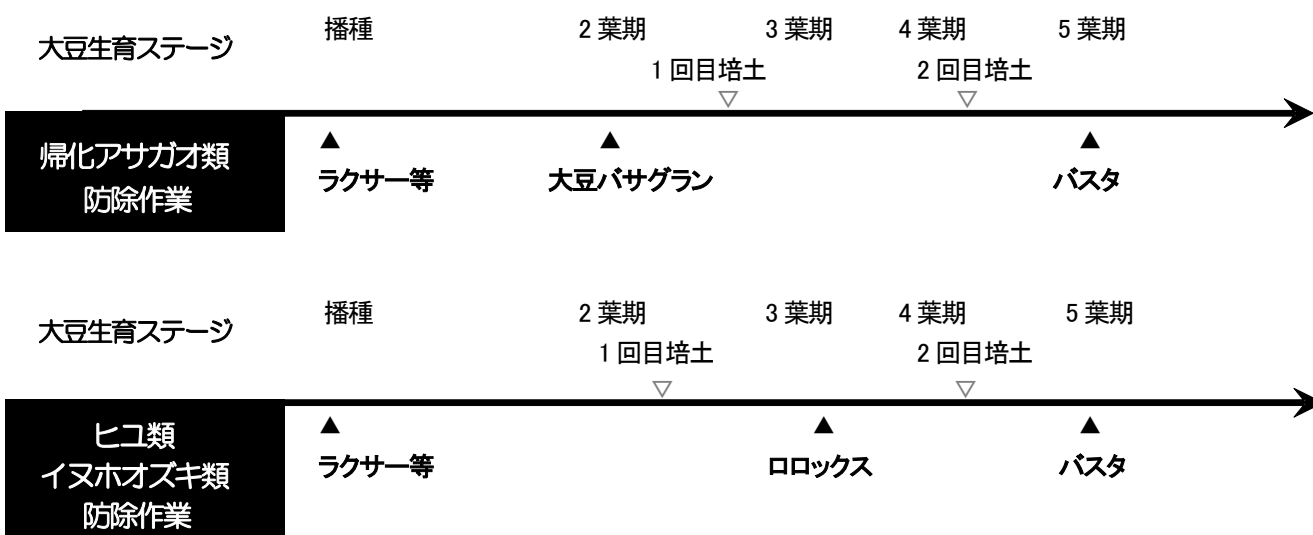 大豆生育ステージ
播種 2葉期 3葉期 4葉期 5葉期
1回目培土 2回目培土
▽ ▽
▲ ▲ ▲
帰化アサガオ類
防除作業
ラクサー等 大豆バサグラン バスタ
大豆生育ステージ
播種 2葉期 3葉期 4葉期 5葉期
1回目培土 2回目培土
▽ ▽
▲ ▲ ▲
ヒユ類
イヌホオズキ類
防除作業
ラクサー等 ロロックス バスタ